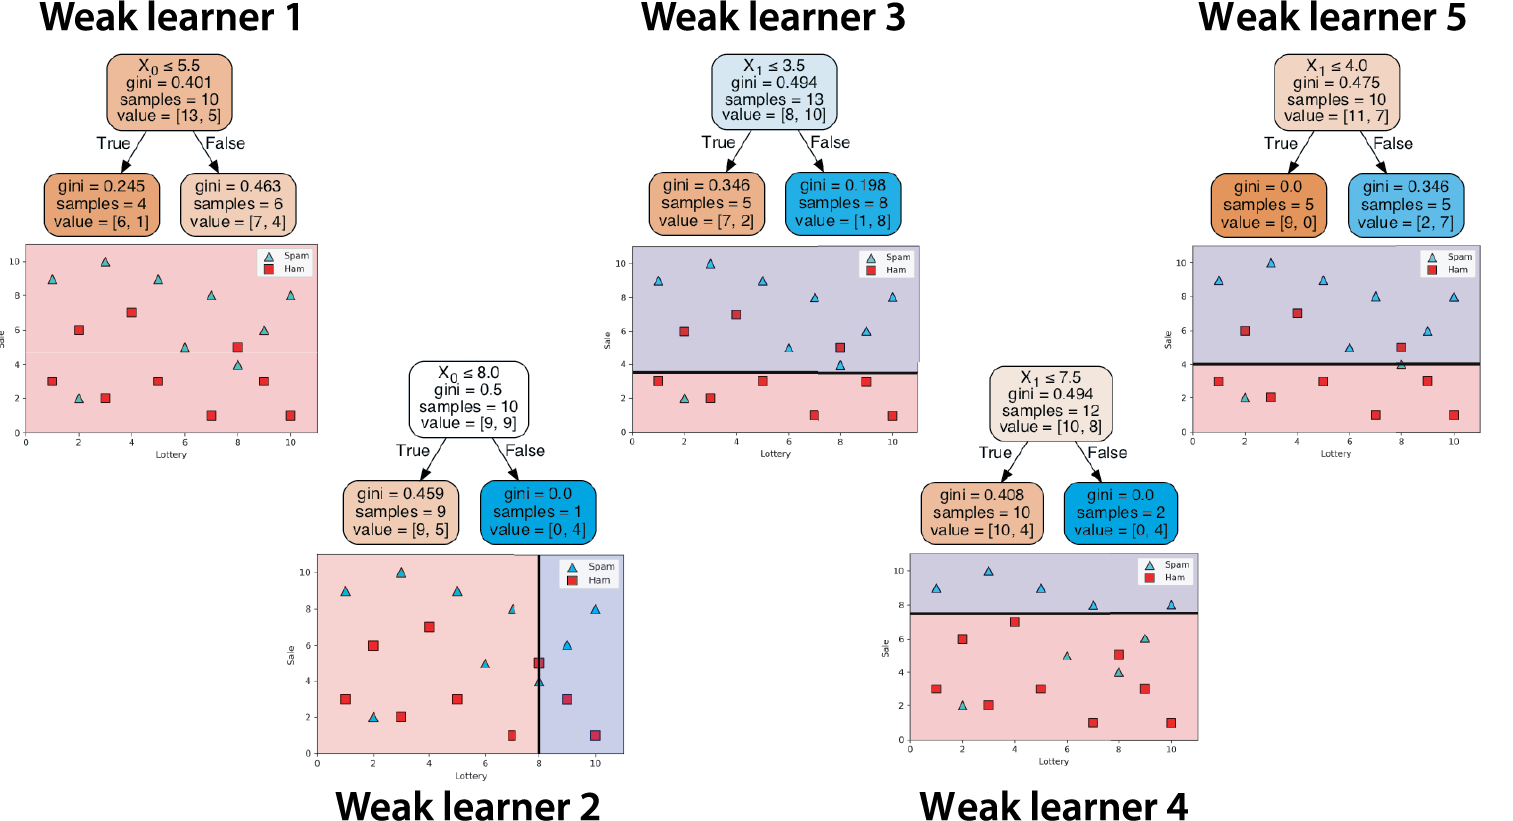 Weak learner 1
X0 ≤ 5.5
gini = 0.401
samples = 10
value = [13, 5]
True
False
gini = 0.245
samples = 4
value = [6, 1]
gini = 0.463
samples = 6
value = [7, 4]
Spam
Ham
10
8
6
4
2
0
Sale
0 2 4 6 8 10
Lottery
X0 ≤ 8.0
gini = 0.5
samples = 10
value = [9, 9]
True
False
gini = 0.459
samples = 9
value = [9, 5]
gini = 0.0
samples = 1
value = [0, 4]
Spam
Ham
10
8
6
4
2
0
Sale
0 2 4 6 8 10
Lottery
Weak learner 2
Weak learner 3
X1 ≤ 3.5
gini = 0.494
samples = 13
value = [8, 10]
True
False
gini = 0.346
samples = 5
value = [7, 2]
gini = 0.198
samples = 8
value = [1, 8]
Spam
Ham
10
8
6
4
2
0
Sale
0 2 4 6 8 10
Lottery
X1 ≤ 7.5
gini = 0.494
samples = 12
value = [10, 8]
True
False
gini = 0.408
samples = 10
value = [10, 4]
gini = 0.0
samples = 2
value = [0, 4]
Spam
Ham
10
8
6
4
2
0
Sale
0 2 4 6 8 10
Lottery
Weak learner 4
Weak learner 5
X1 ≤ 4.0
gini = 0.475
samples = 10
value = [11, 7]
True
False
gini = 0.0
samples = 5
value = [9, 0]
gini = 0.346
samples = 5
value = [2, 7]
Spam
Ham
10
8
6
4
2
0
Sale
0 2 4 6 8 10
Lottery